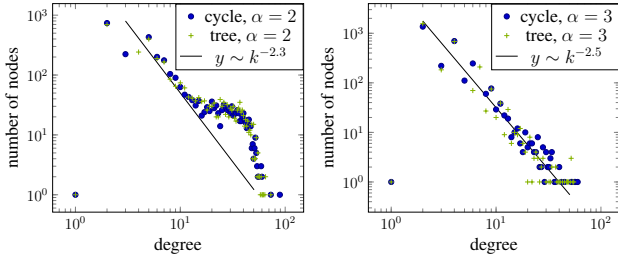 cycle, α = 2
tree, α = 2
y ∼ k^{−2.3}
number of nodes
10^3
10^2
10^1
10^0
10^0 10^1 10^2
degree
cycle, α = 3
tree, α = 3
y ∼ k^{−2.5}
number of nodes
10^3
10^2
10^1
10^0
10^0 10^1 10^2
degree